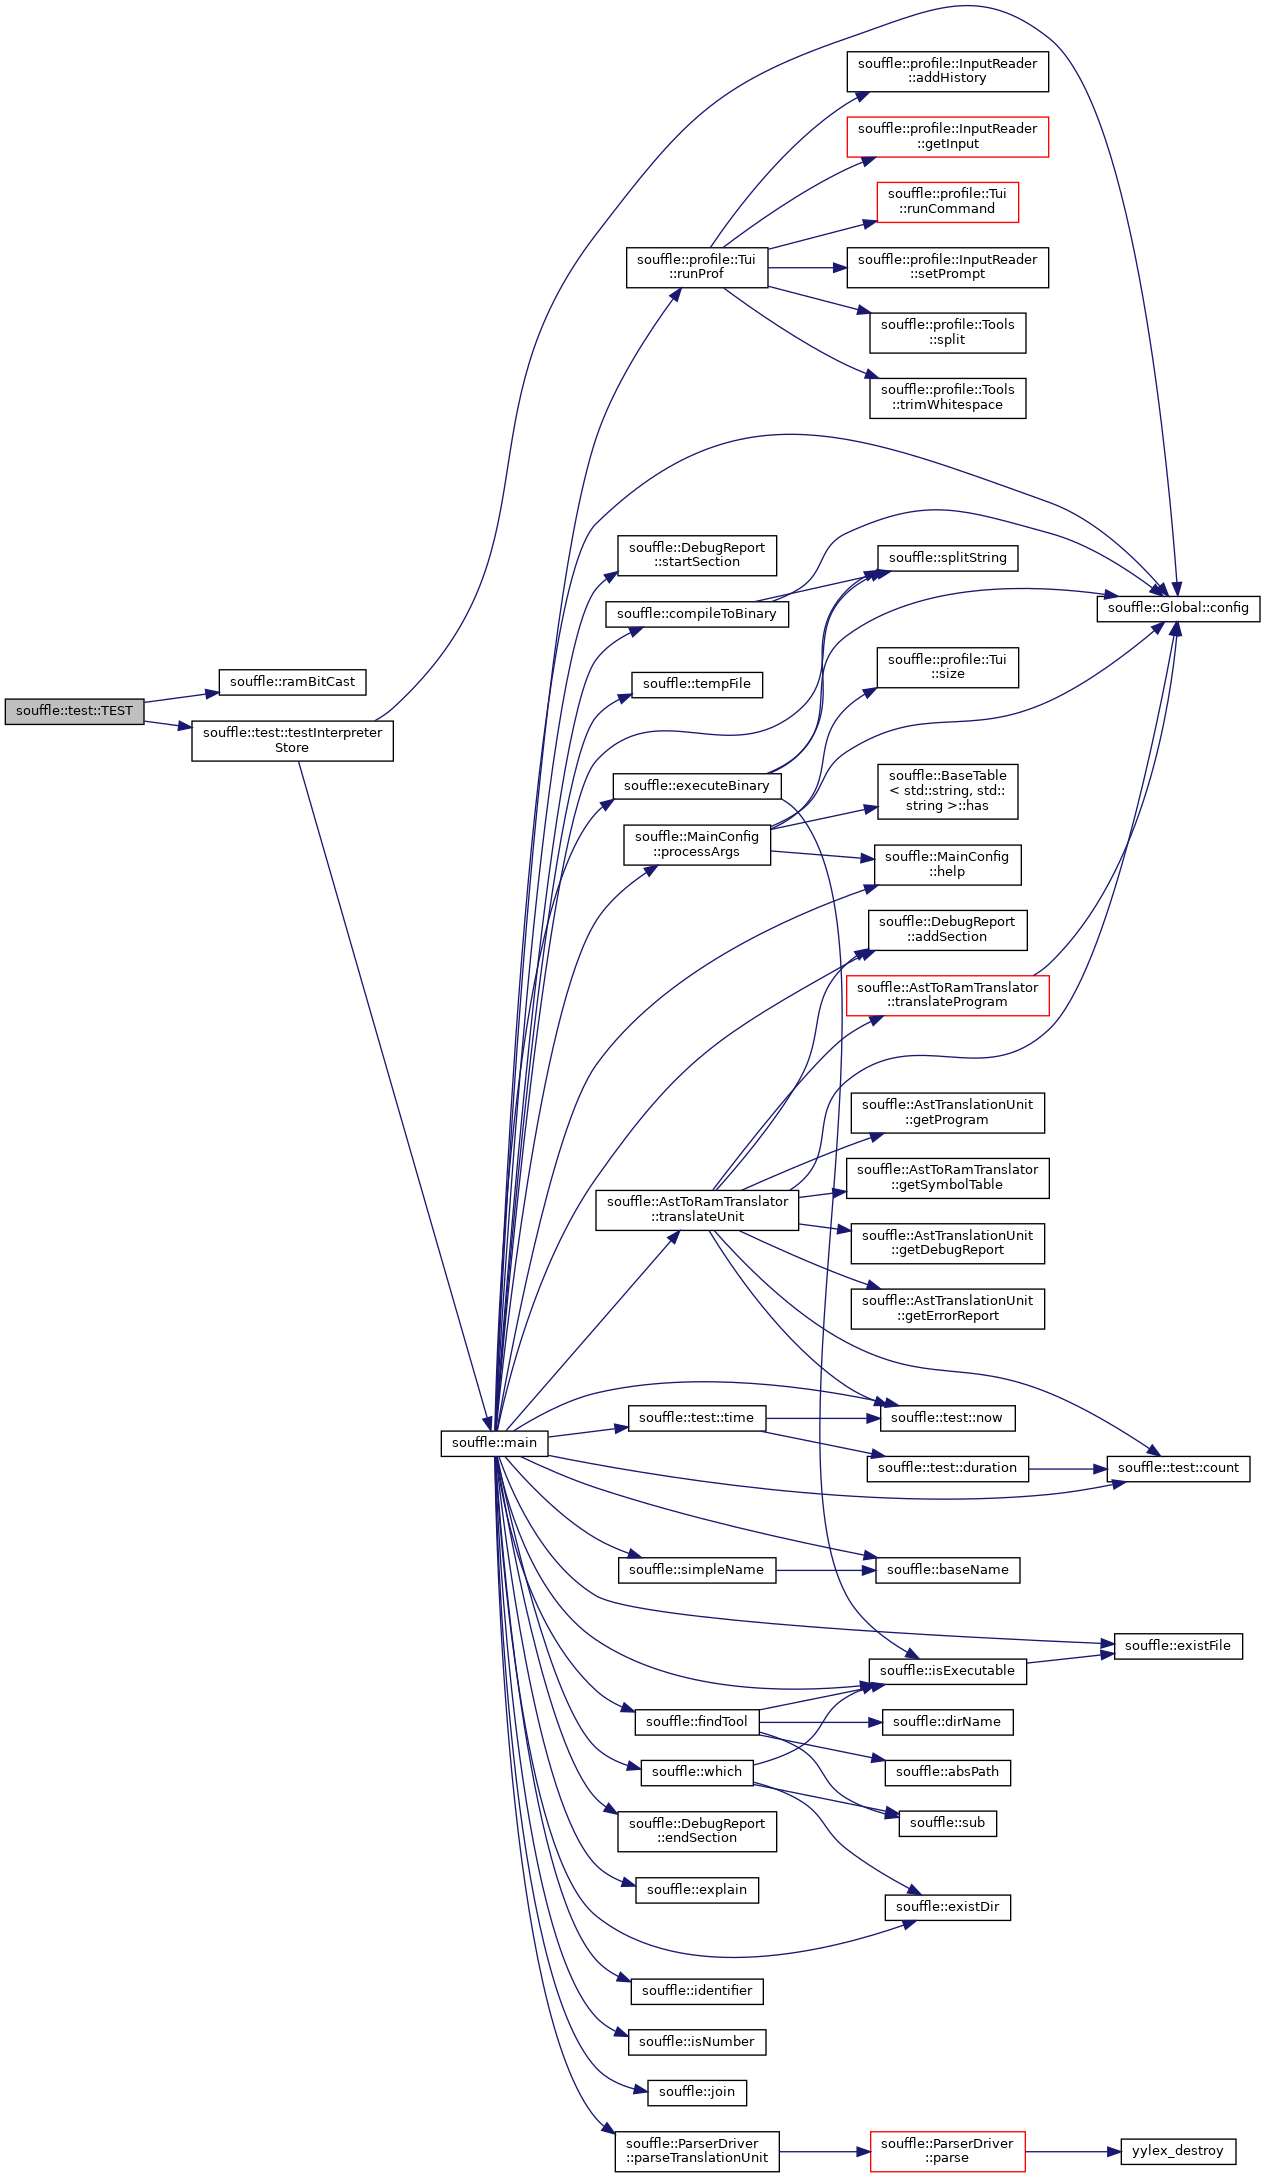 souffle::profile::InputReader
::addHistory
souffle::profile::InputReader
::getInput
souffle::profile::Tui
::runCommand
souffle::profile::Tui
::runProf
souffle::profile::InputReader
::setPrompt
souffle::profile::Tools
::split
souffle::profile::Tools
::trimWhitespace
souffle::DebugReport
::startSection
souffle::splitString
souffle::compileToBinary
souffle::Global::config
souffle::profile::Tui
::size
souffle::ramBitCast
souffle::tempFile
souffle::test::TEST
souffle::test::testInterpreter
Store
souffle::executeBinary
souffle::BaseTable
< std::string, std::
string >::has
souffle::MainConfig
::processArgs
souffle::MainConfig
::help
souffle::DebugReport
::addSection
souffle::AstToRamTranslator
::translateProgram
souffle::AstTranslationUnit
::getProgram
souffle::AstToRamTranslator
::getSymbolTable
souffle::AstToRamTranslator
::translateUnit
souffle::AstTranslationUnit
::getDebugReport
souffle::AstTranslationUnit
::getErrorReport
souffle::test::time
souffle::test::now
souffle::main
souffle::test::duration
souffle::test::count
souffle::simpleName
souffle::baseName
souffle::existFile
souffle::isExecutable
souffle::findTool
souffle::dirName
souffle::which
souffle::absPath
souffle::sub
souffle::DebugReport
::endSection
souffle::explain
souffle::existDir
souffle::identifier
souffle::isNumber
souffle::join
souffle::ParserDriver
::parseTranslationUnit
souffle::ParserDriver
::parse
yylex_destroy